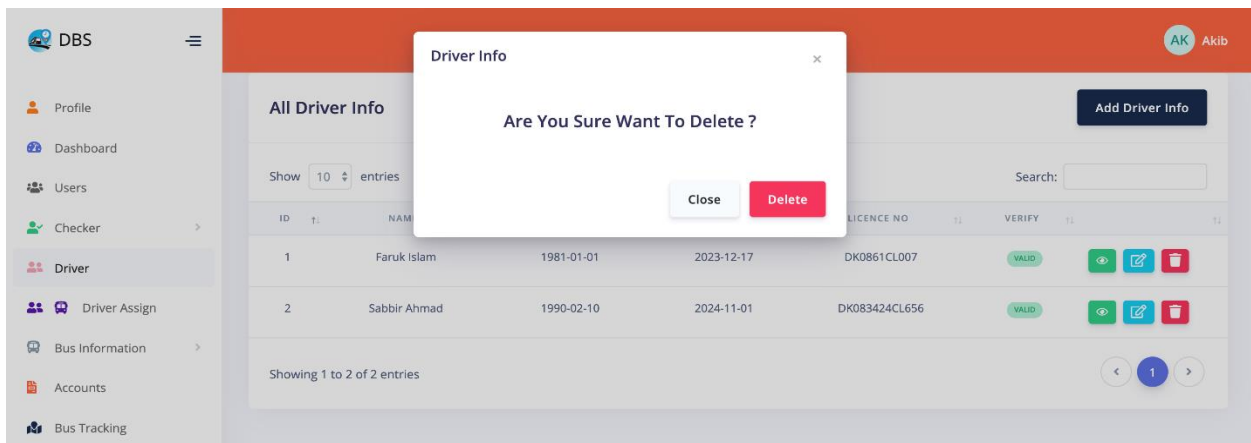 DBS
AK Akib
Profile
Dashboard
Users
Checker
Driver
Driver Assign
Bus Information
Accounts
Bus Tracking
Driver Info
×
Are You Sure Want To Delete ?
Close Delete
All Driver Info
Add Driver Info
Show 10 entries
Search:
ID NAM LICENCE NO VERIFY
1 Faruk Islam 1981-01-01 2023-12-17 DK0861CL007 VALID
2 Sabbir Ahmad 1990-02-10 2024-11-01 DK083424CL656 VALID
Showing 1 to 2 of 2 entries
1